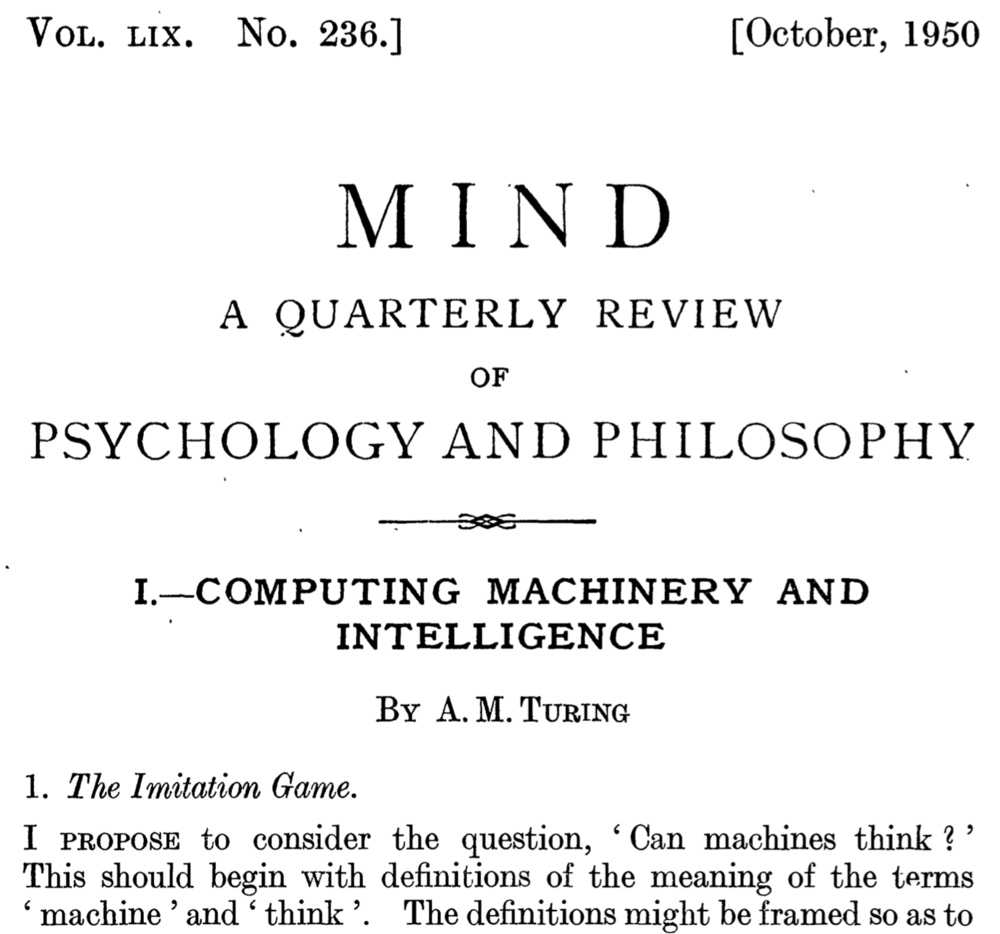 VOL. LIX. No. 236.] [October, 1950
MIND
A QUARTERLY REVIEW
OF
PSYCHOLOGY AND PHILOSOPHY
I.—COMPUTING MACHINERY AND
INTELLIGENCE
BY A. M. TURING
1. The Imitation Game.
I PROPOSE to consider the question, ‘ Can machines think ? ’
This should begin with definitions of the meaning of the terms
‘ machine ’ and ‘ think ’. The definitions might be framed so as to